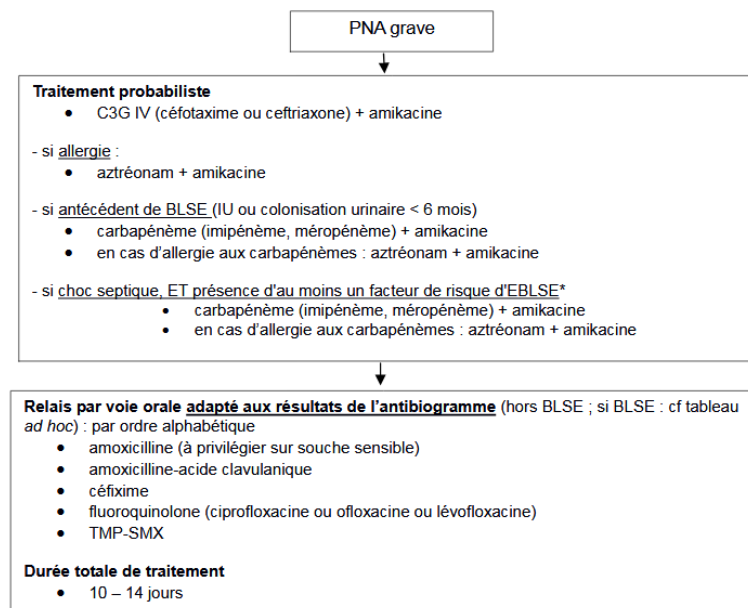 PNA grave
Traitement probabiliste
• C3G IV (céfotaxime ou ceftriaxone) + amikacine
- si allergie :
• aztréonam + amikacine
- si antécédent de BLSE (IU ou colonisation urinaire < 6 mois)
• carbapénème (imipénème, méropénème) + amikacine
• en cas d'allergie aux carbapénèmes : aztréonam + amikacine
- si choc septique, ET présence d'au moins un facteur de risque d'EBLSE*
• carbapénème (imipénème, méropénème) + amikacine
• en cas d'allergie aux carbapénèmes : aztréonam + amikacine
Relais par voie orale adapté aux résultats de l'antibiogramme (hors BLSE ; si BLSE : cf tableau
ad hoc) : par ordre alphabétique
• amoxicilline (à privilégier sur souche sensible)
• amoxicilline-acide clavulanique
• céfixime
• fluoroquinolone (ciprofloxacine ou ofloxacine ou lévofloxacine)
• TMP-SMX
Durée totale de traitement
• 10 – 14 jours